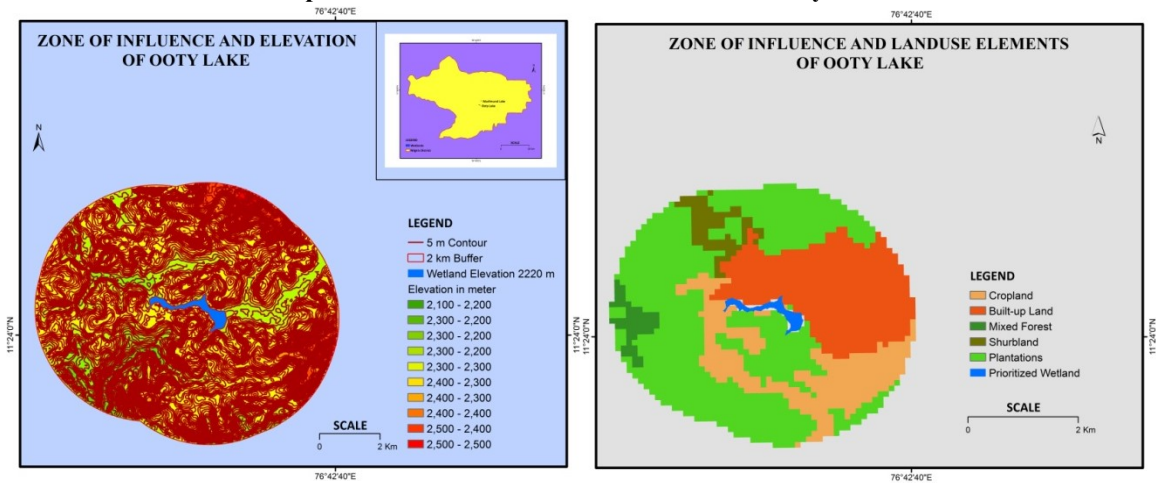 76°42'40"E
ZONE OF INFLUENCE AND ELEVATION
OF OOTY LAKE
N
LEGEND
5 m Contour
2 km Buffer
Wetland Elevation 2220 m
Elevation in meter
2,100 - 2,200
2,300 - 2,200
2,300 - 2,200
2,300 - 2,200
2,300 - 2,300
2,400 - 2,300
2,400 - 2,300
2,400 - 2,400
2,500 - 2,400
2,500 - 2,500
SCALE
0 2 Km
11°24'0"N
76°42'40"E
76°42'40"E
ZONE OF INFLUENCE AND LANDUSE ELEMENTS
OF OOTY LAKE
N
LEGEND
Cropland
Built-up Land
Mixed Forest
Shurbland
Plantations
Prioritized Wetland
SCALE
0 2 Km
11°24'0"N
11°24'0"N
76°42'40"E